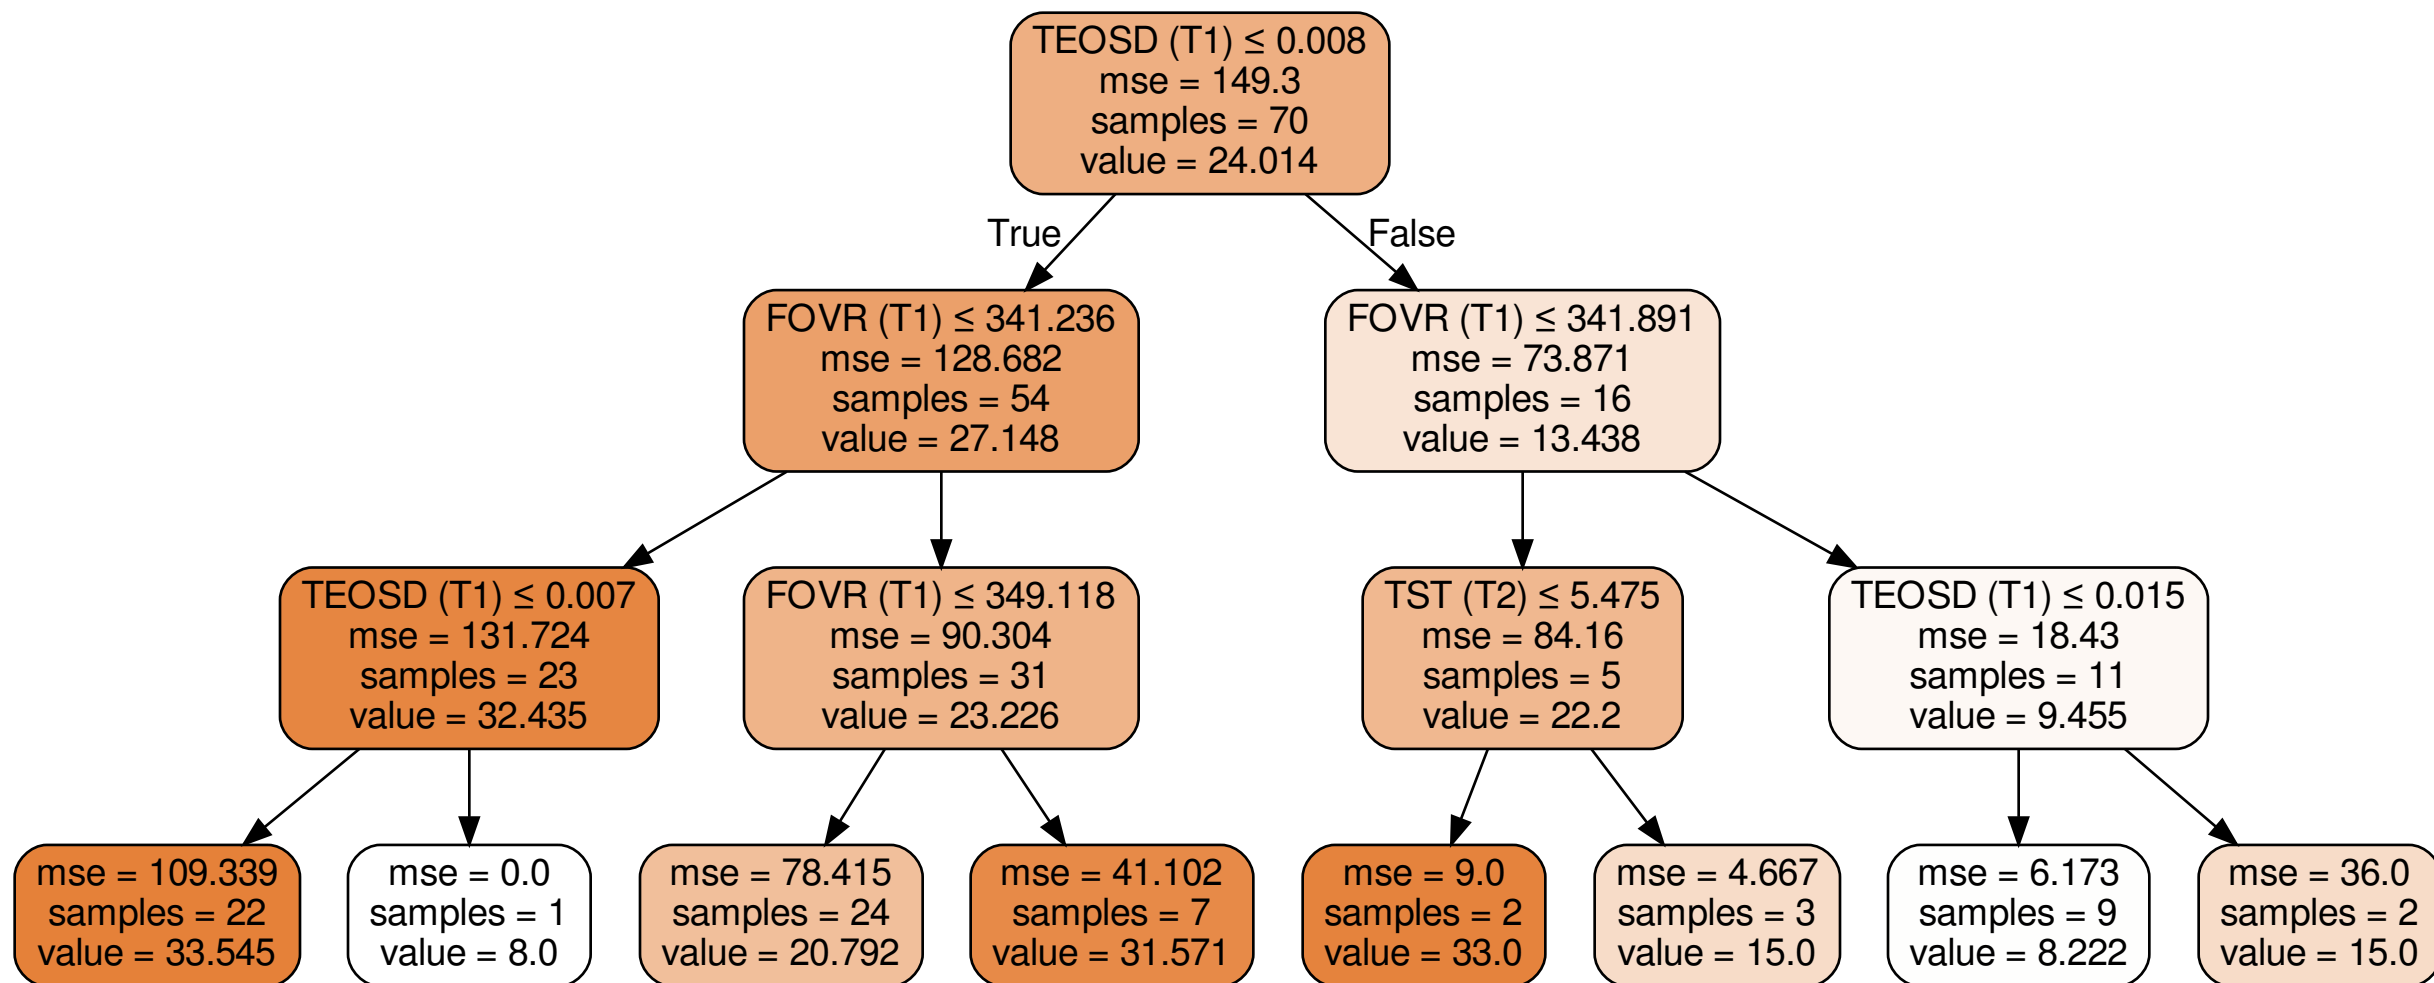 TEOSD (T1) ≤ 0.008
mse = 149.3
samples = 70
value = 24.014
True
False
FOVR (T1) ≤ 341.236
mse = 128.682
samples = 54
value = 27.148
FOVR (T1) ≤ 341.891
mse = 73.871
samples = 16
value = 13.438
TEOSD (T1) ≤ 0.007
mse = 131.724
samples = 23
value = 32.435
FOVR (T1) ≤ 349.118
mse = 90.304
samples = 31
value = 23.226
TST (T2) ≤ 5.475
mse = 84.16
samples = 5
value = 22.2
TEOSD (T1) ≤ 0.015
mse = 18.43
samples = 11
value = 9.455
mse = 109.339
samples = 22
value = 33.545
mse = 0.0
samples = 1
value = 8.0
mse = 78.415
samples = 24
value = 20.792
mse = 41.102
samples = 7
value = 31.571
mse = 9.0
samples = 2
value = 33.0
mse = 4.667
samples = 3
value = 15.0
mse = 6.173
samples = 9
value = 8.222
mse = 36.0
samples = 2
value = 15.0